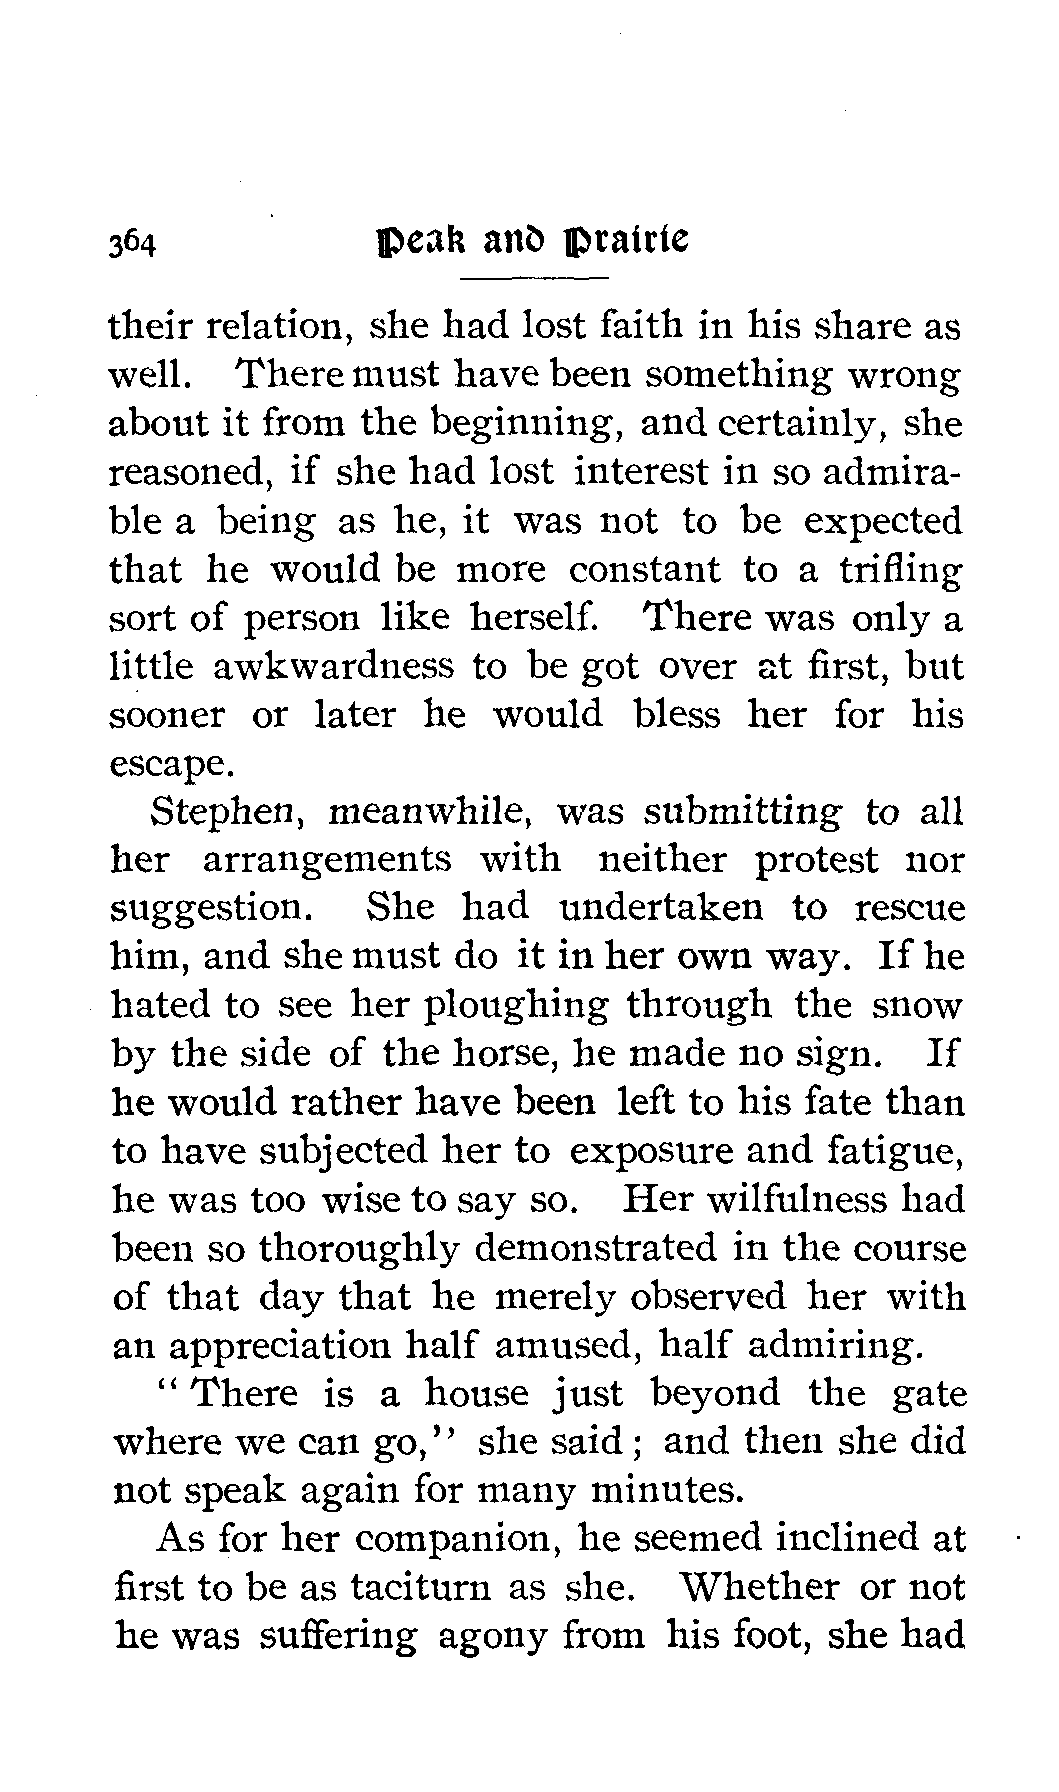 364 Peak and Prairie
their relation, she had lost faith in his share as
well. There must have been something wrong
about it from the beginning, and certainly, she
reasoned, if she had lost interest in so admira-
ble a being as he, it was not to be expected
that he would be more constant to a trifling
sort of person like herself. There was only a
little awkwardness to be got over at first, but
sooner or later he would bless her for his
escape.
Stephen, meanwhile, was submitting to all
her arrangements with neither protest nor
suggestion. She had undertaken to rescue
him, and she must do it in her own way. If he
hated to see her ploughing through the snow
by the side of the horse, he made no sign. If
he would rather have been left to his fate than
to have subjected her to exposure and fatigue,
he was too wise to say so. Her wilfulness had
been so thoroughly demonstrated in the course
of that day that he merely observed her with
an appreciation half amused, half admiring.
"There is a house just beyond the gate
where we can go," she said; and then she did
not speak again for many minutes.
As for her companion, he seemed inclined at
first to be as taciturn as she. Whether or not
he was suffering agony from his foot, she had